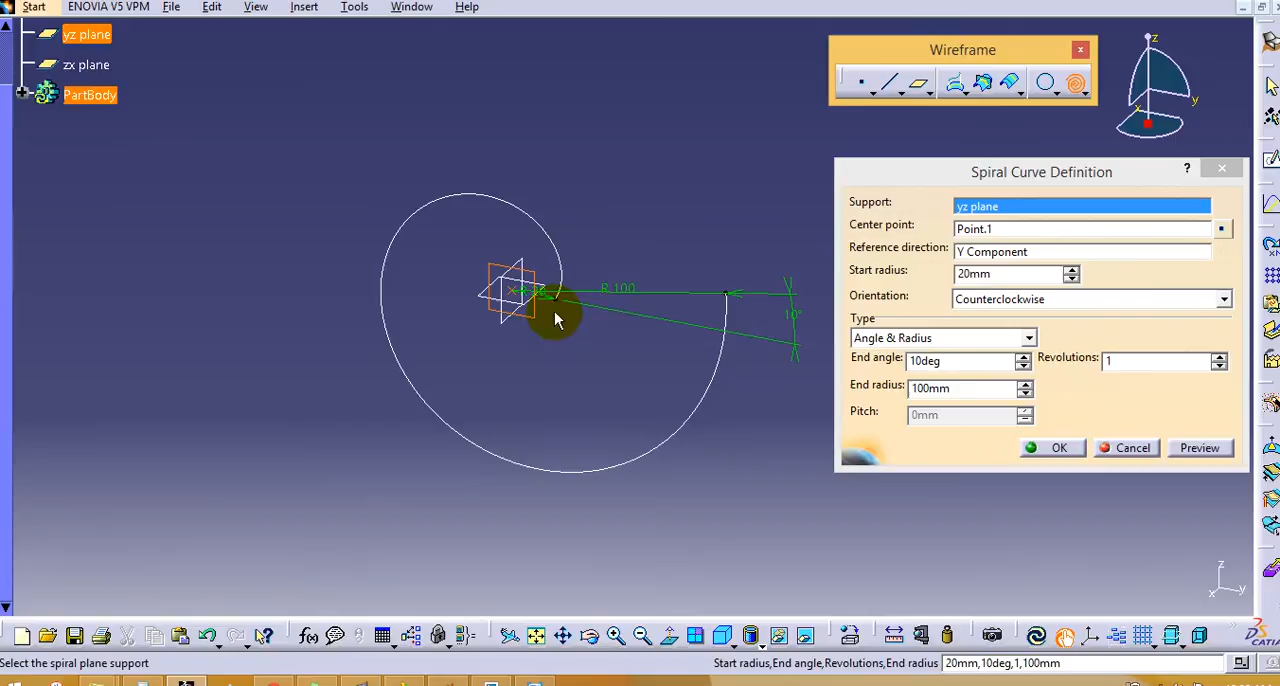 Start ENOVIA V5 VPM File Edit View Insert Tools Window Help
yz plane
zx plane
PartBody
Wireframe
z
y
x
Spiral Curve Definition
?
Support: yz plane
Center point: Point.1
Reference direction: Y Component
Start radius: 20mm
Orientation: Counterclockwise
Type
Angle & Radius
End angle: 10deg Revolutions: 1
End radius: 100mm
Pitch: 0mm
OK Cancel Preview
R 100
10°
z
x y
f(x)
CATIA
Select the spiral plane support
Start radius,End angle,Revolutions,End radius 20mm,10deg,1,100mm